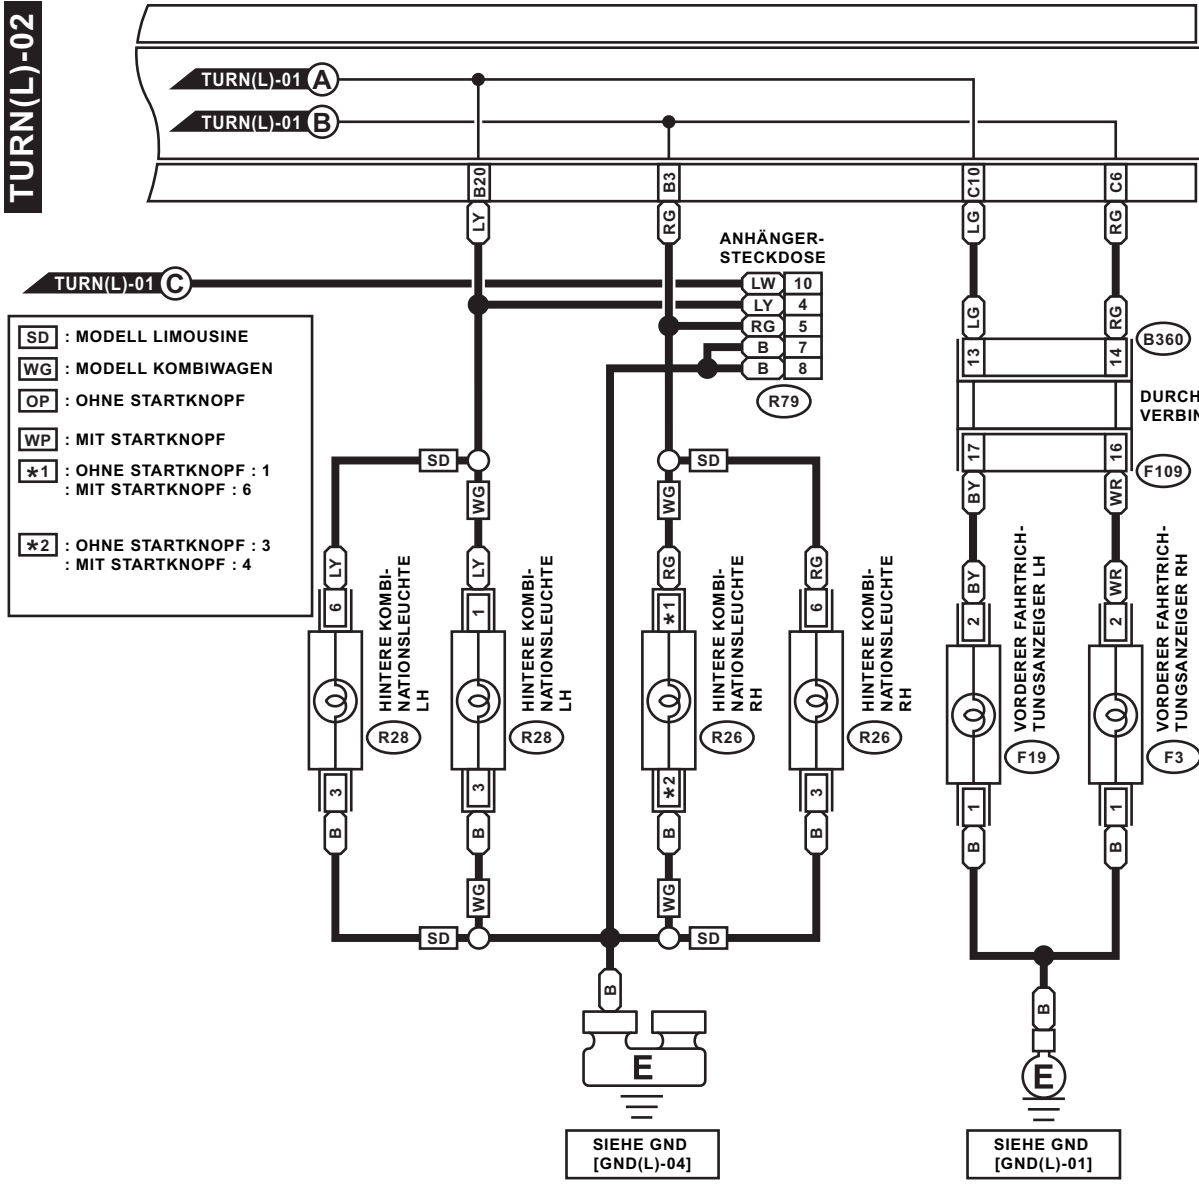 TURN(L)-02
TURN(L)-01 A
TURN(L)-01 B
B20
B3
C10
C6
LY
RG
LG
RG
ANHÄNGER-
STECKDOSE
TURN(L)-01 C
LW 10
LY 4
RG 5
B 7
B 8
R79
SD : MODELL LIMOUSINE
WG : MODELL KOMBIWAGEN
OP : OHNE STARTKNOPF
WP : MIT STARTKNOPF
*1 : OHNE STARTKNOPF : 1
: MIT STARTKNOPF : 6
*2 : OHNE STARTKNOPF : 3
: MIT STARTKNOPF : 4
LG
RG
13
14
B360
DURCH
VERBIN
17
16
F109
BY
WR
SD
SD
WG
WG
LY
LY
RG
RG
BY
WR
6
1
*1
6
2
2
HINTERE KOMBI-
NATIONSLEUCHTE
LH
R28
HINTERE KOMBI-
NATIONSLEUCHTE
LH
R28
HINTERE KOMBI-
NATIONSLEUCHTE
RH
R26
HINTERE KOMBI-
NATIONSLEUCHTE
RH
R26
VORDERER FAHRTRICH-
TUNGSANZEIGER LH
F19
VORDERER FAHRTRICH-
TUNGSANZEIGER RH
F3
3
3
*2
3
1
1
B
B
B
B
B
B
WG
WG
SD
SD
B
B
E
E
SIEHE GND
[GND(L)-04]
SIEHE GND
[GND(L)-01]